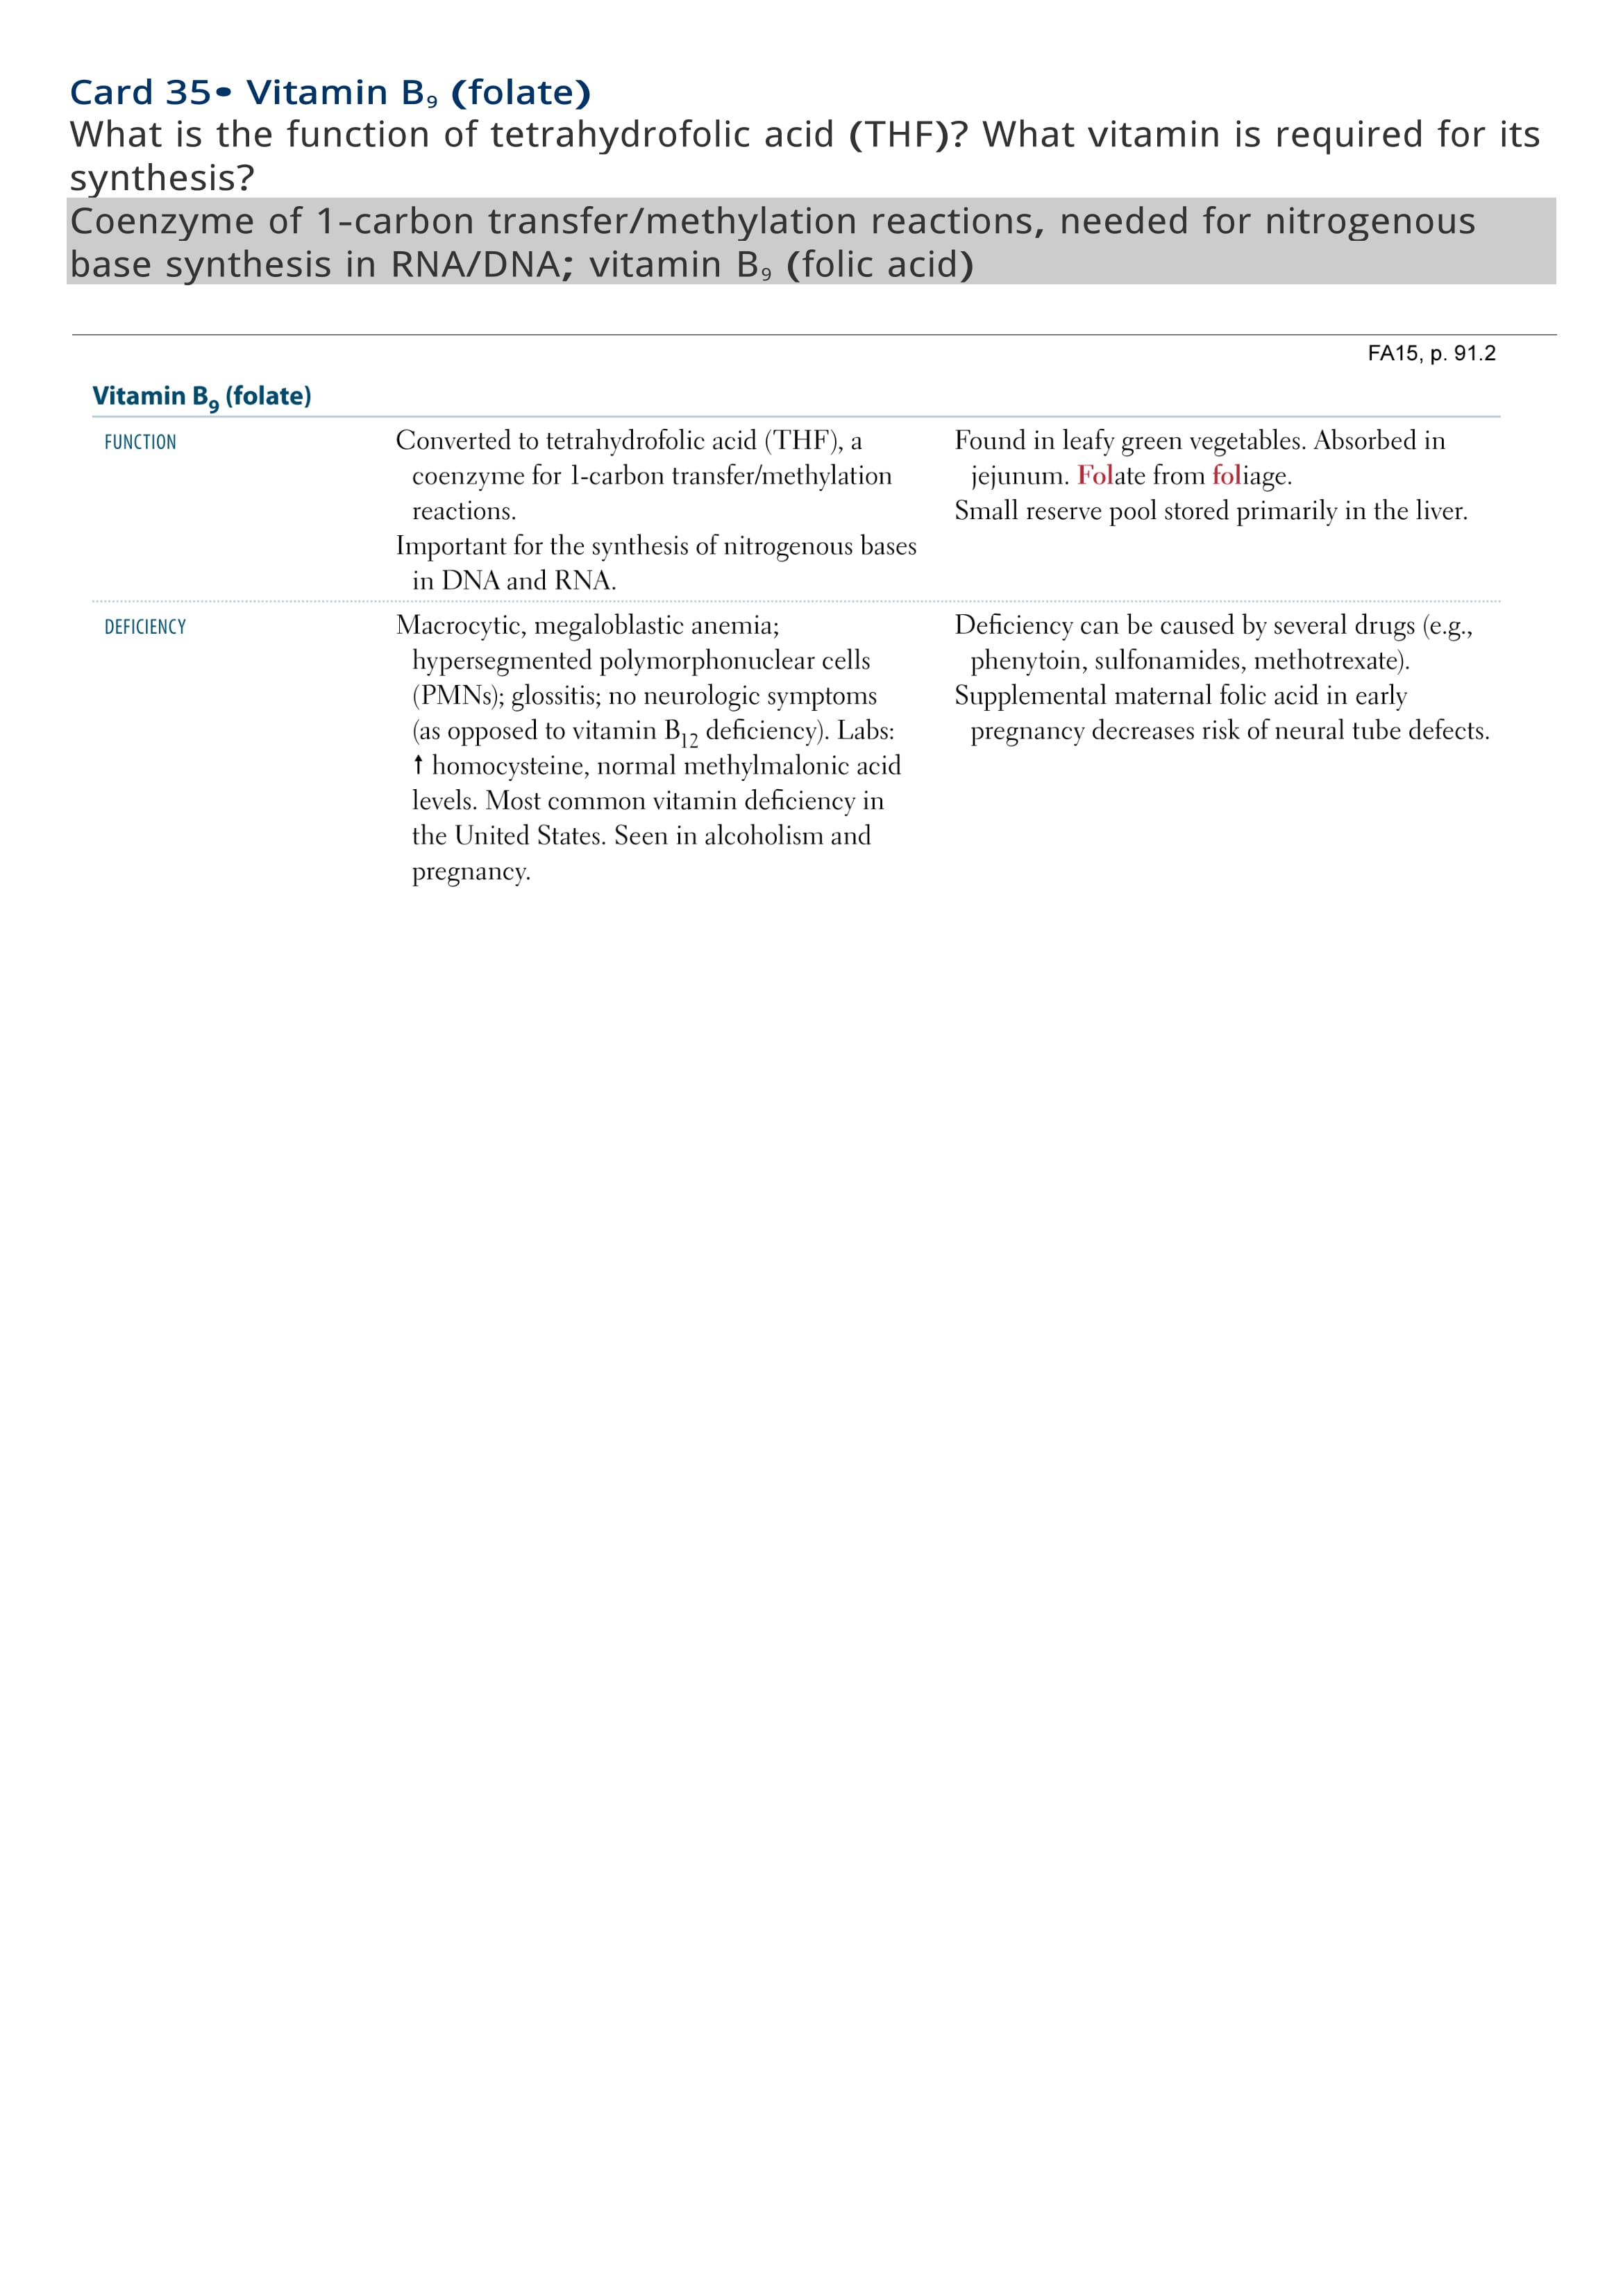 Card 35• Vitamin B₉ (folate)
What is the function of tetrahydrofolic acid (THF)? What vitamin is required for its
synthesis?
Coenzyme of 1-carbon transfer/methylation reactions, needed for nitrogenous
base synthesis in RNA/DNA; vitamin B₉ (folic acid)
FA15, p. 91.2
Vitamin B₉ (folate)
FUNCTION
Converted to tetrahydrofolic acid (THF), a
coenzyme for 1-carbon transfer/methylation
reactions.
Important for the synthesis of nitrogenous bases
in DNA and RNA.
Found in leafy green vegetables. Absorbed in
jejunum. Folate from foliage.
Small reserve pool stored primarily in the liver.
DEFICIENCY
Macrocytic, megaloblastic anemia;
hypersegmented polymorphonuclear cells
(PMNs); glossitis; no neurologic symptoms
(as opposed to vitamin B₁₂ deficiency). Labs:
↑ homocysteine, normal methylmalonic acid
levels. Most common vitamin deficiency in
the United States. Seen in alcoholism and
pregnancy.
Deficiency can be caused by several drugs (e.g.,
phenytoin, sulfonamides, methotrexate).
Supplemental maternal folic acid in early
pregnancy decreases risk of neural tube defects.